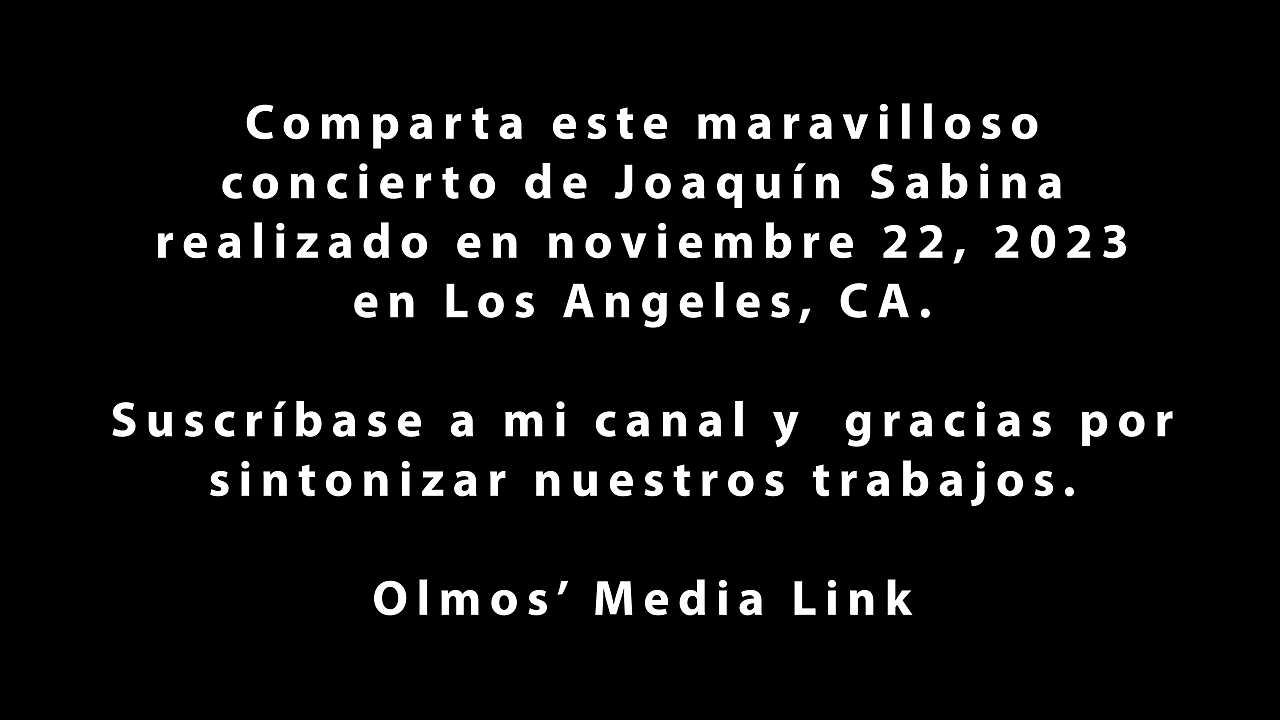 Comparta este maravilloso
concierto de Joaquín Sabina
realizado en noviembre 22, 2023
en Los Angeles, CA.
Suscríbase a mi canal y  gracias por
sintonizar nuestros trabajos.
Olmos’ Media Link